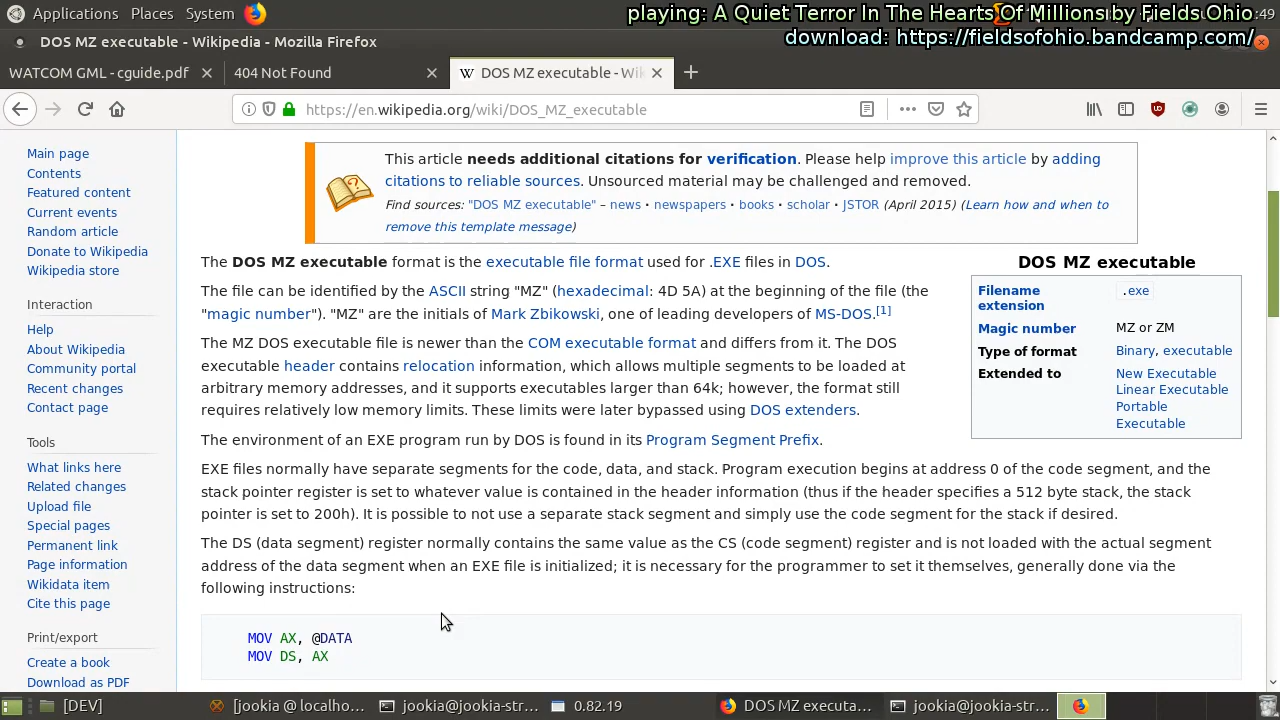 Applications Places System
playing: A Quiet Terror In The Hearts Of Millions by Fields Ohio
:49
download: https://fieldsofohio.bandcamp.com/
DOS MZ executable - Wikipedia - Mozilla Firefox
WATCOM GML - cguide.pdf
404 Not Found
W DOS MZ executable - Wik
https://en.wikipedia.org/wiki/DOS_MZ_executable
Main page
Contents
Featured content
Current events
Random article
Donate to Wikipedia
Wikipedia store
Interaction
Help
About Wikipedia
Community portal
Recent changes
Contact page
Tools
What links here
Related changes
Upload file
Special pages
Permanent link
Page information
Wikidata item
Cite this page
Print/export
Create a book
Download as PDF
This article needs additional citations for verification. Please help improve this article by adding
citations to reliable sources. Unsourced material may be challenged and removed.
Find sources: "DOS MZ executable" – news · newspapers · books · scholar · JSTOR (April 2015) (Learn how and when to
remove this template message)
The DOS MZ executable format is the executable file format used for .EXE files in DOS.
The file can be identified by the ASCII string "MZ" (hexadecimal: 4D 5A) at the beginning of the file (the
"magic number"). "MZ" are the initials of Mark Zbikowski, one of leading developers of MS-DOS.[1]
The MZ DOS executable file is newer than the COM executable format and differs from it. The DOS
executable header contains relocation information, which allows multiple segments to be loaded at
arbitrary memory addresses, and it supports executables larger than 64k; however, the format still
requires relatively low memory limits. These limits were later bypassed using DOS extenders.
The environment of an EXE program run by DOS is found in its Program Segment Prefix.
DOS MZ executable
Filename
extension
.exe
Magic number MZ or ZM
Type of format Binary, executable
Extended to New Executable
Linear Executable
Portable
Executable
EXE files normally have separate segments for the code, data, and stack. Program execution begins at address 0 of the code segment, and the
stack pointer register is set to whatever value is contained in the header information (thus if the header specifies a 512 byte stack, the stack
pointer is set to 200h). It is possible to not use a separate stack segment and simply use the code segment for the stack if desired.
The DS (data segment) register normally contains the same value as the CS (code segment) register and is not loaded with the actual segment
address of the data segment when an EXE file is initialized; it is necessary for the programmer to set it themselves, generally done via the
following instructions:
MOV AX, @DATA
MOV DS, AX
[DEV]
[jookia @ localho...
jookia@jookia-str...
0.82.19
DOS MZ executa...
jookia@jookia-str...